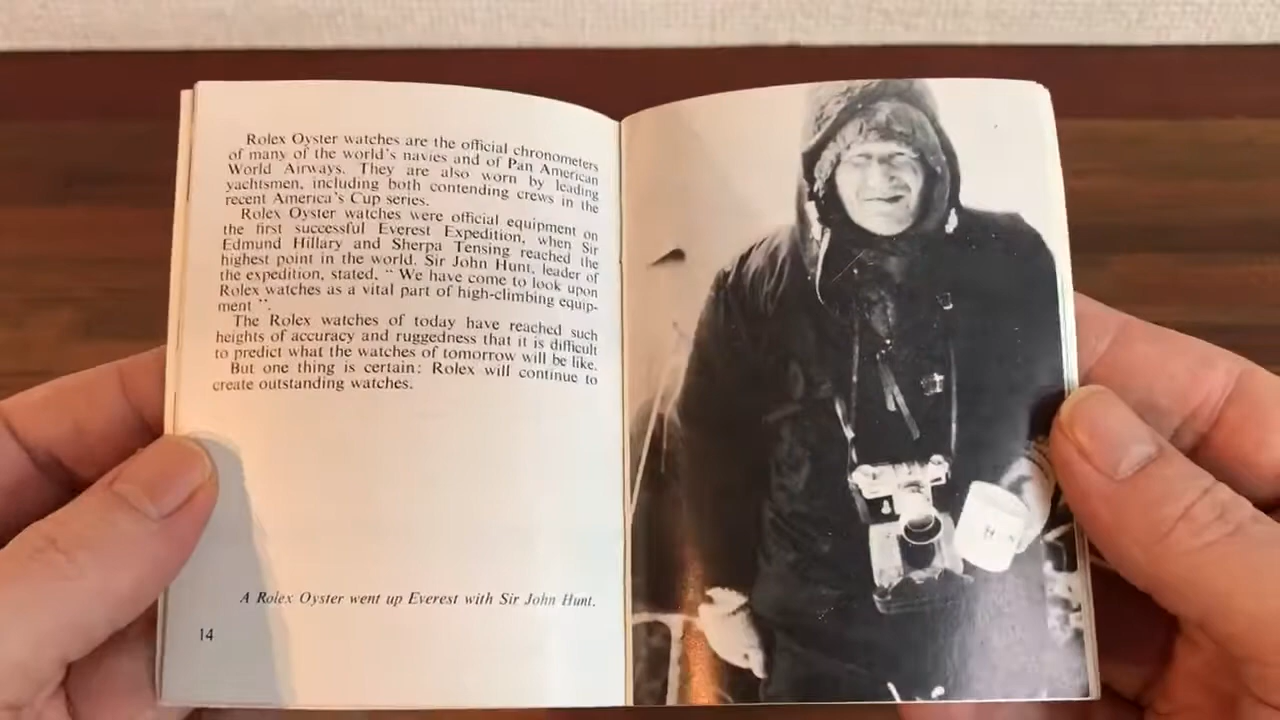 Rolex Oyster watches are the official chronometers
of many of the world's navies and of Pan American
World Airways. They are also worn by leading
yachtsmen, including both contending crews in the
recent America's Cup series.
Rolex Oyster watches were official equipment on
the first successful Everest Expedition, when Sir
Edmund Hillary and Sherpa Tensing reached the
highest point in the world. Sir John Hunt, leader of
the expedition, stated, “ We have come to look upon
Rolex watches as a vital part of high-climbing equip-
ment ”.
The Rolex watches of today have reached such
heights of accuracy and ruggedness that it is difficult
to predict what the watches of tomorrow will be like.
But one thing is certain: Rolex will continue to
create outstanding watches.
A Rolex Oyster went up Everest with Sir John Hunt.
14